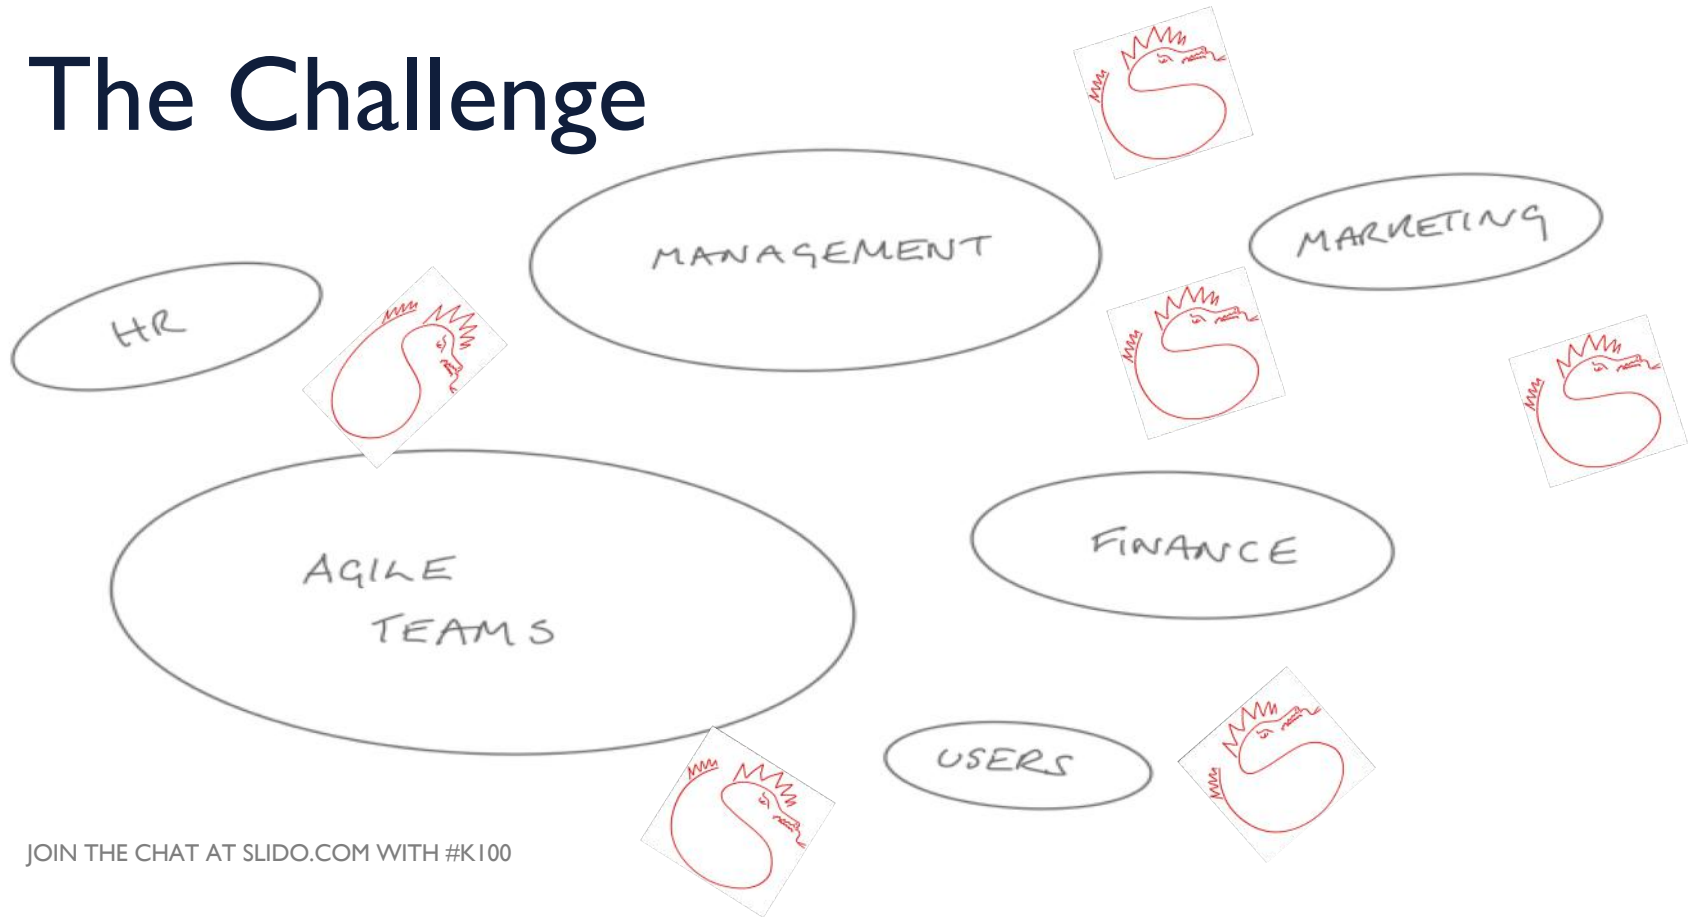 The Challenge
MANAGEMENT
MARKETING
HR
AGILE
TEAMS
FINANCE
USERS
JOIN THE CHAT AT SLIDO.COM WITH #K100